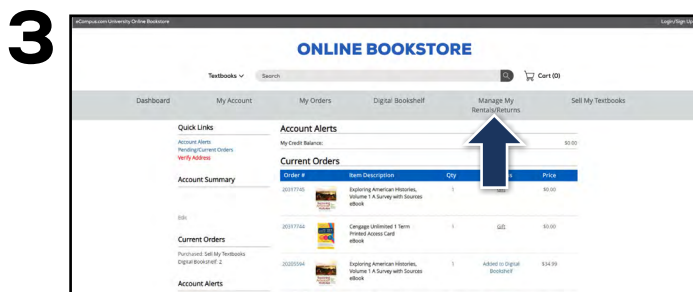 3
eCampus.com University Online Bookstore
Login/Sign Up
ONLINE BOOKSTORE
Textbooks
Search
Cart (0)
Dashboard
My Account
My Orders
Digital Bookshelf
Manage My
Rentals/Returns
Sell My Textbooks
Quick Links
Account Alerts
Pending/Current Orders
Verify Address
Account Summary
Edit
Current Orders
Purchased: Sell My Textbooks
Digital Bookshelf: 2
Account Alerts
Account Alerts
My Credit Balance:
$0.00
Current Orders
Order #
Item Description
Qty
Price
20397745
Exploring American Histories,
Volume 1 A Survey with Sources
eBook
1
$0.00
20397744
Cengage Unlimited 1 Term
Printed Access Card
eBook
1
Gift
$0.00
20205594
Exploring American Histories,
Volume 1 A Survey with Sources
eBook
1
Added to Digital
Bookshelf
$34.99